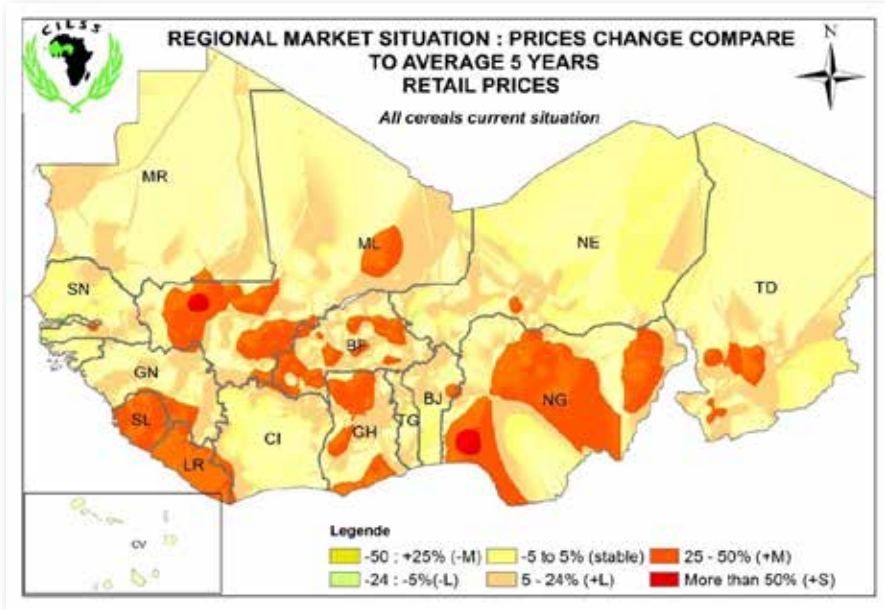 CILSS
REGIONAL MARKET SITUATION : PRICES CHANGE COMPARE
TO AVERAGE 5 YEARS
RETAIL PRICES
All cereals current situation
N
MR
ML
NE
TD
SN
BF
GN
BJ
NG
SL
CI
GH
TG
LR
CV
Legende
-50 : +25% (-M)
-5 to 5% (stable)
25 - 50% (+M)
-24 : -5%(-L)
5 - 24% (+L)
More than 50% (+S)